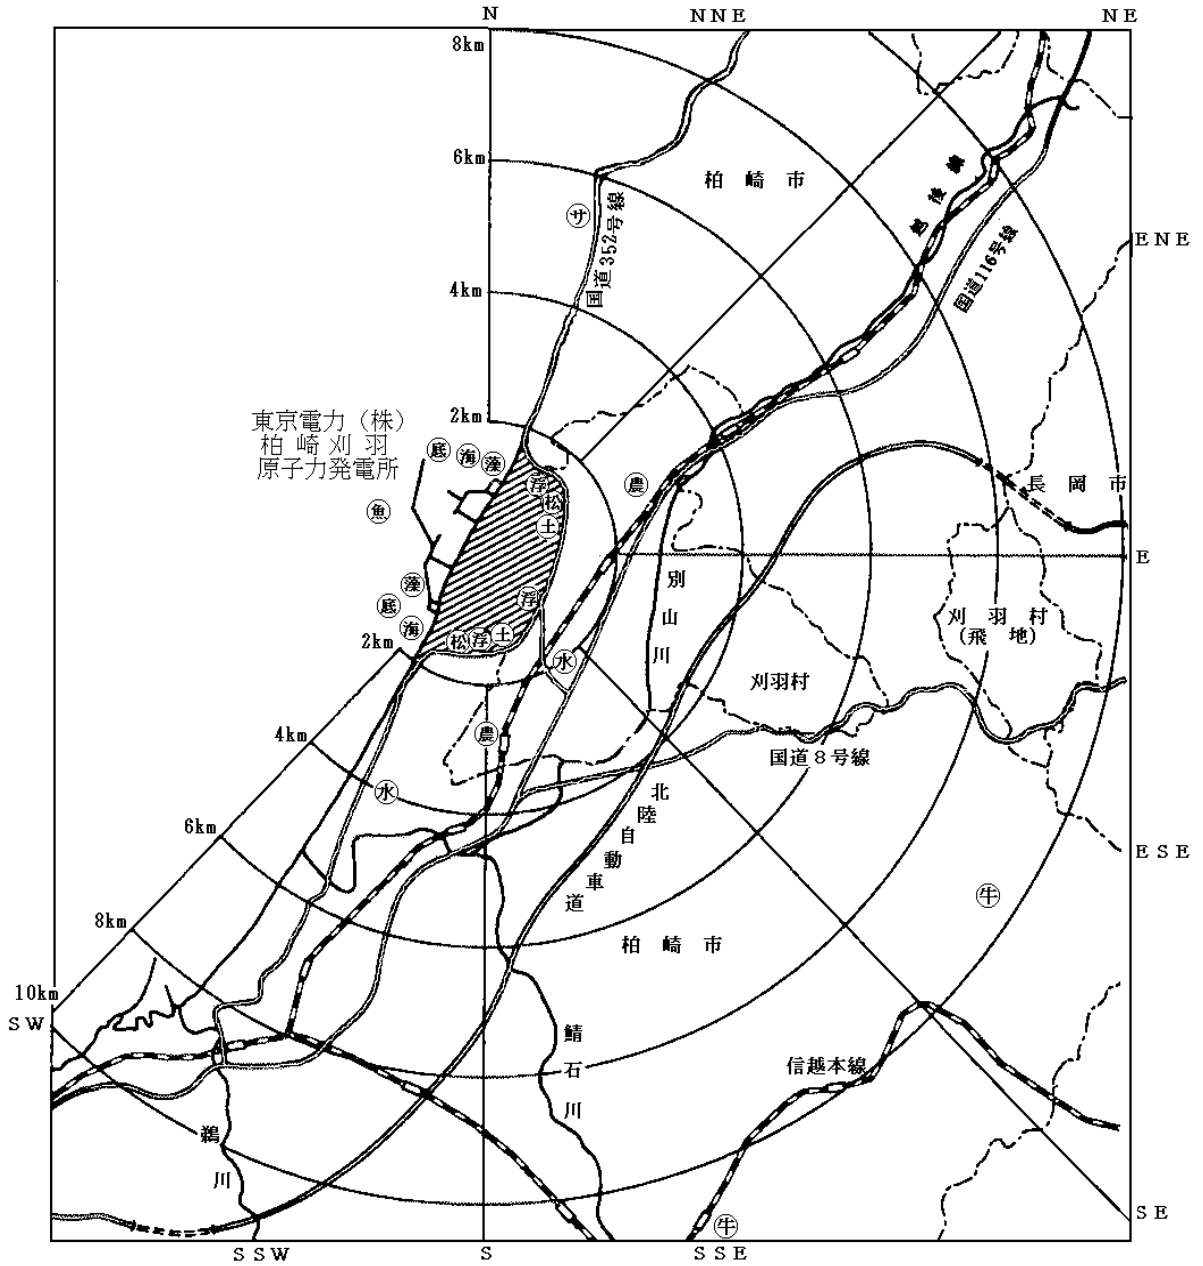 N
NNE
NE
8km
6km
柏崎市
越後線
サ
国道352号線
ENE
国道116号線
4km
2km
東京電力（株）
柏崎刈羽
原子力発電所
底
海
藻
浮
松
土
農
魚
長岡市
E
別山川
藻
底
海
浮
松
浮
土
2km
水
刈羽村
（飛地）
刈羽村
農
4km
国道８号線
水
北陸自動車道
6km
ESE
牛
8km
柏崎市
10km
SW
鯖石川
信越本線
鵜川
牛
SE
SSW
S
SSE